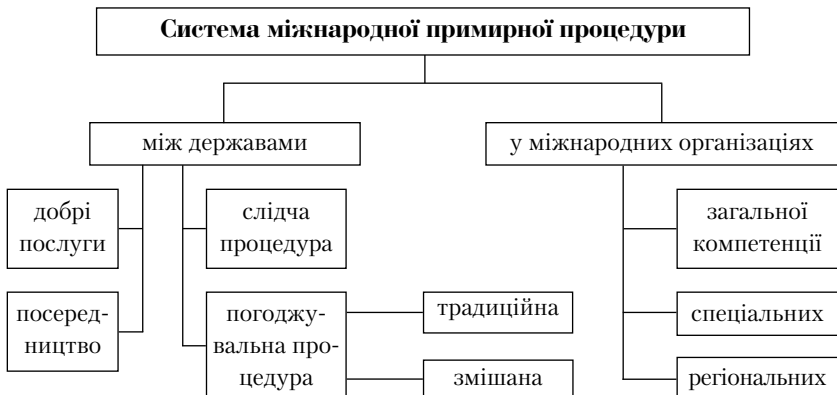 Система міжнародної примирної процедури
між державами
у міжнародних організаціях
добрі
послуги
слідча
процедура
загальної
компетенції
посеред-
ництво
погоджу-
вальна про-
цедура
традиційна
змішана
спеціальних
регіональних